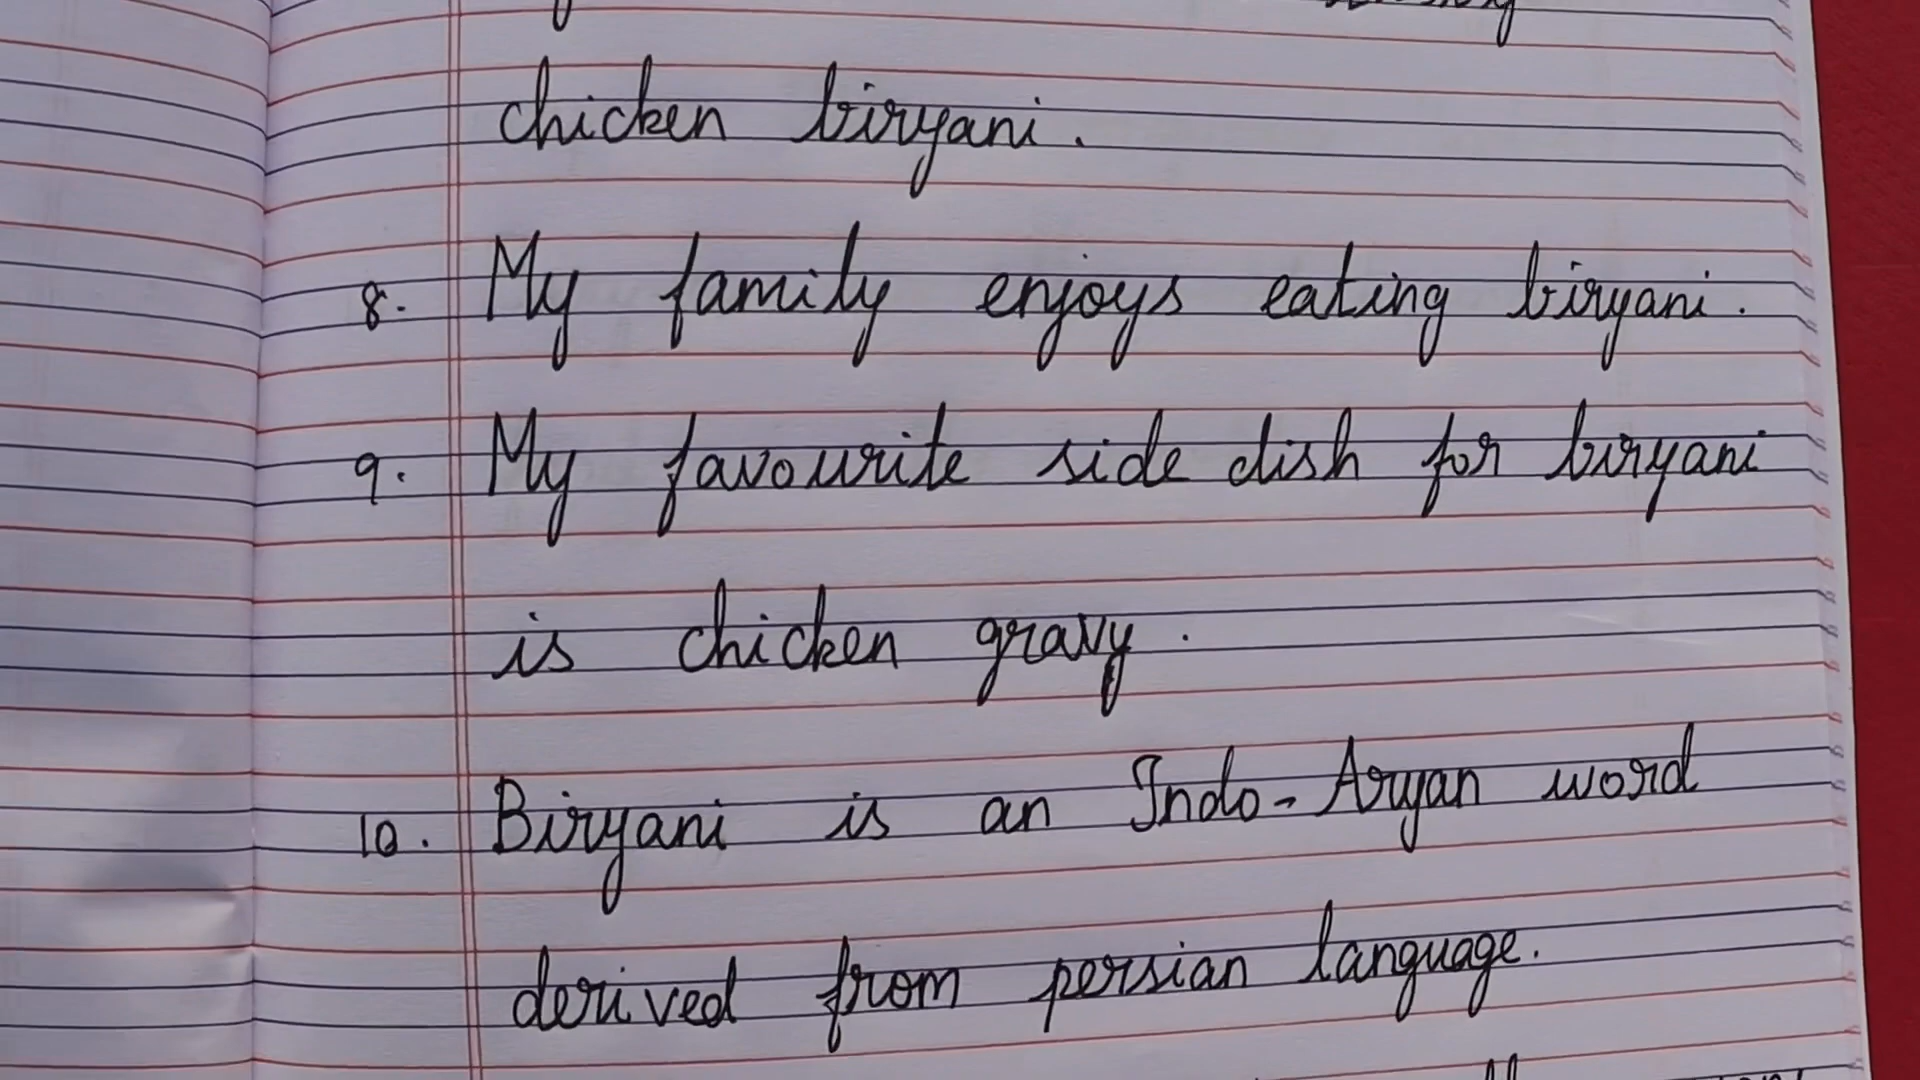 chicken biryani.
8. My family enjoys eating biryani.
9. My favourite side dish for biryani
is chicken gravy.
10. Biryani is an Indo-Aryan word
derived from persian language.